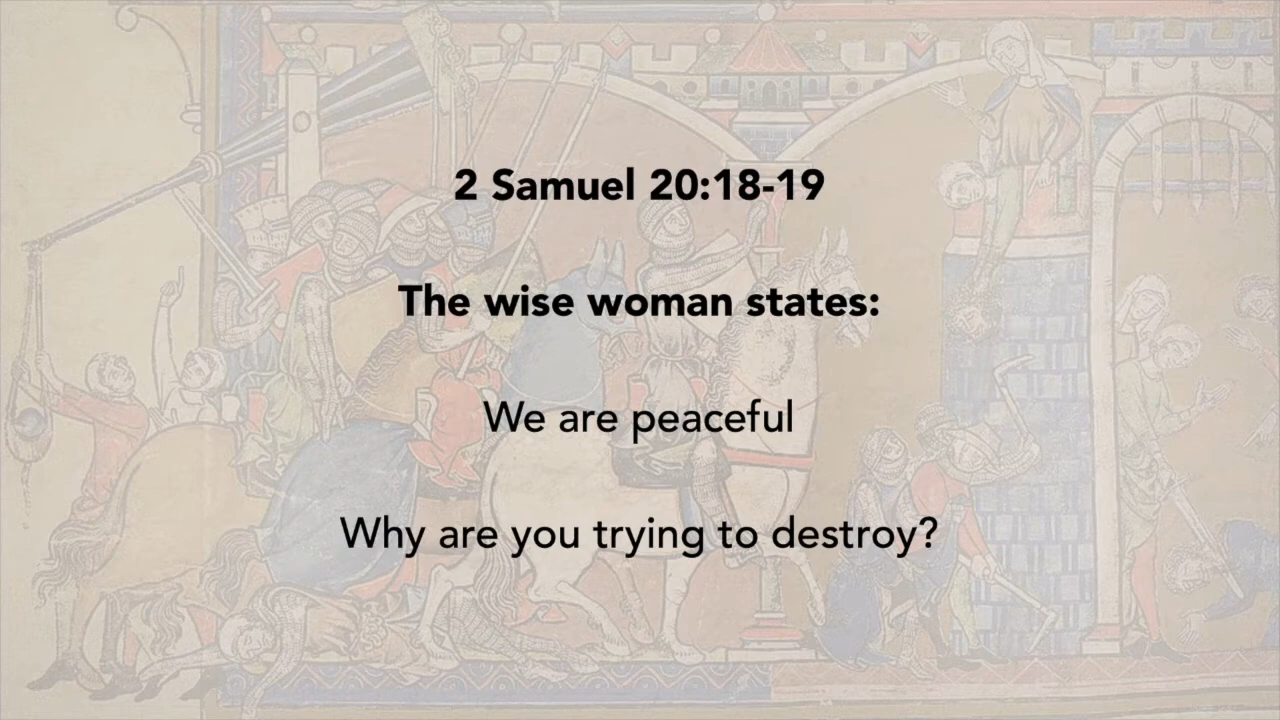 2 Samuel 20:18-19
The wise woman states:
We are peaceful
Why are you trying to destroy?